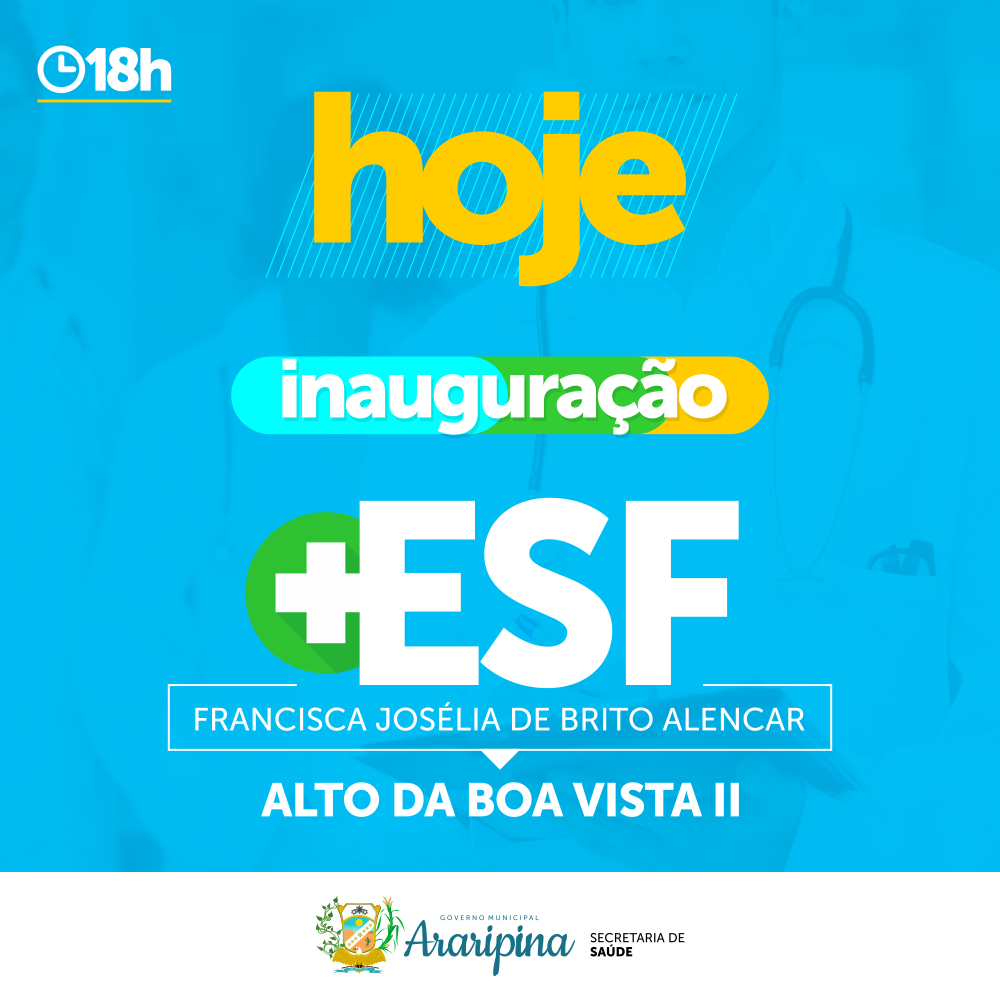 18h
hoje
inauguração
+ESF
FRANCISCA JOSÉLIA DE BRITO ALENCAR
ALTO DA BOA VISTA II
GOVERNO MUNICIPAL
Araripina
SECRETARIA DE
SAÚDE